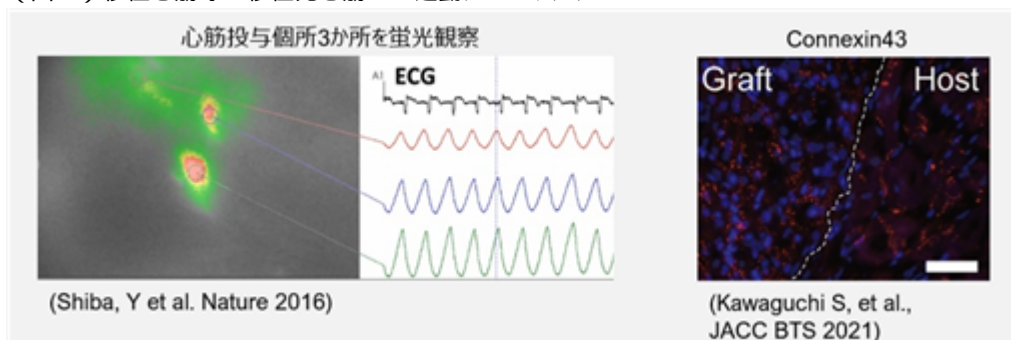 心筋投与個所3か所を蛍光観察
Connexin43
A3
ECG
Graft
Host
(Shiba, Y et al. Nature 2016)
(Kawaguchi S, et al.,
JACC BTS 2021)